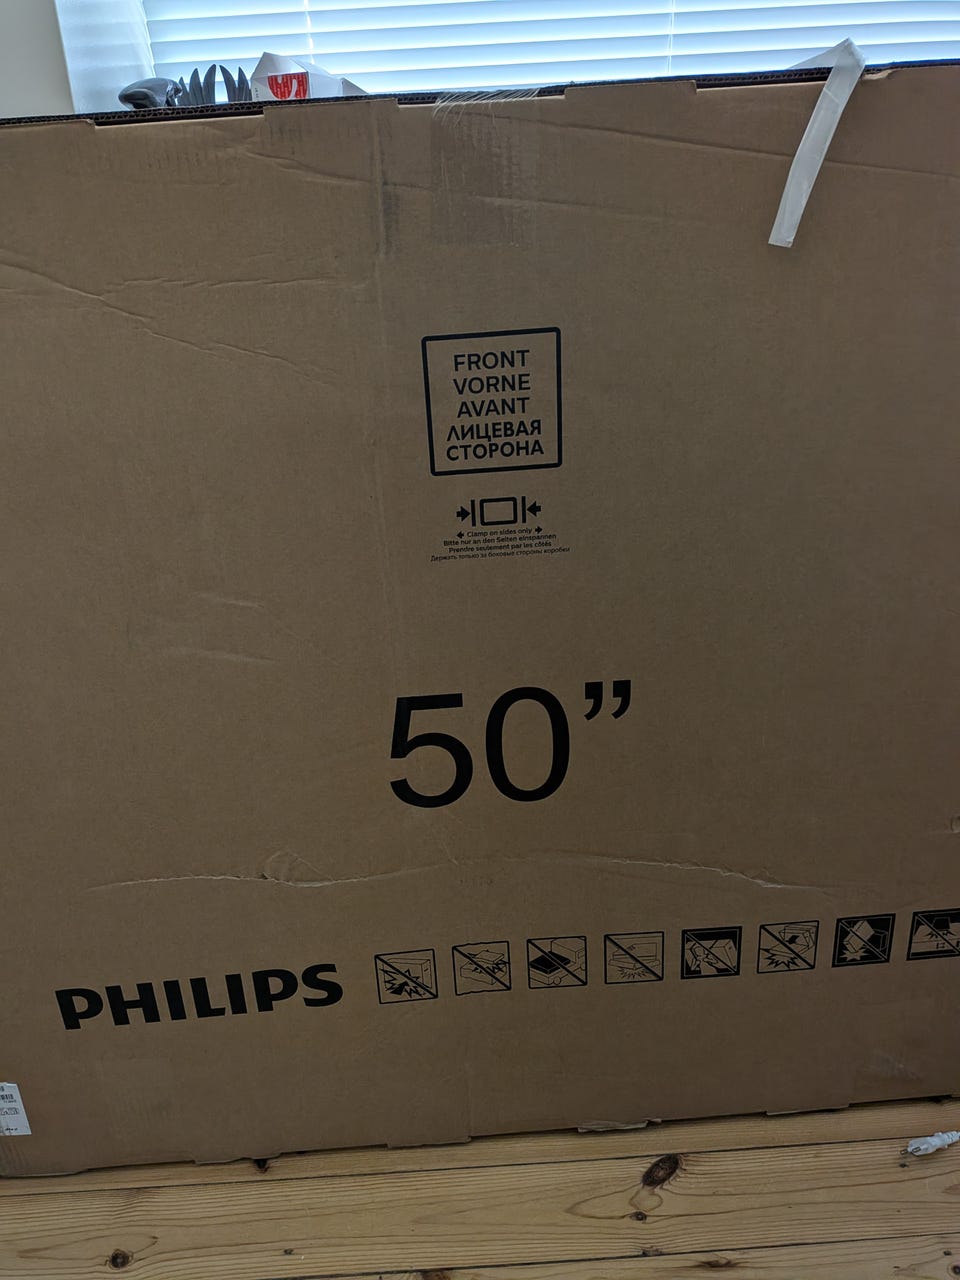 FRONT
VORNE
AVANT
ЛИЦЕВАЯ
СТОРОНА
Clamp on sides only
Bitte nur an den Seiten einspannen
Prendre seulement par les côtés
Держать только за боковые стороны коробки
50”
PHILIPS